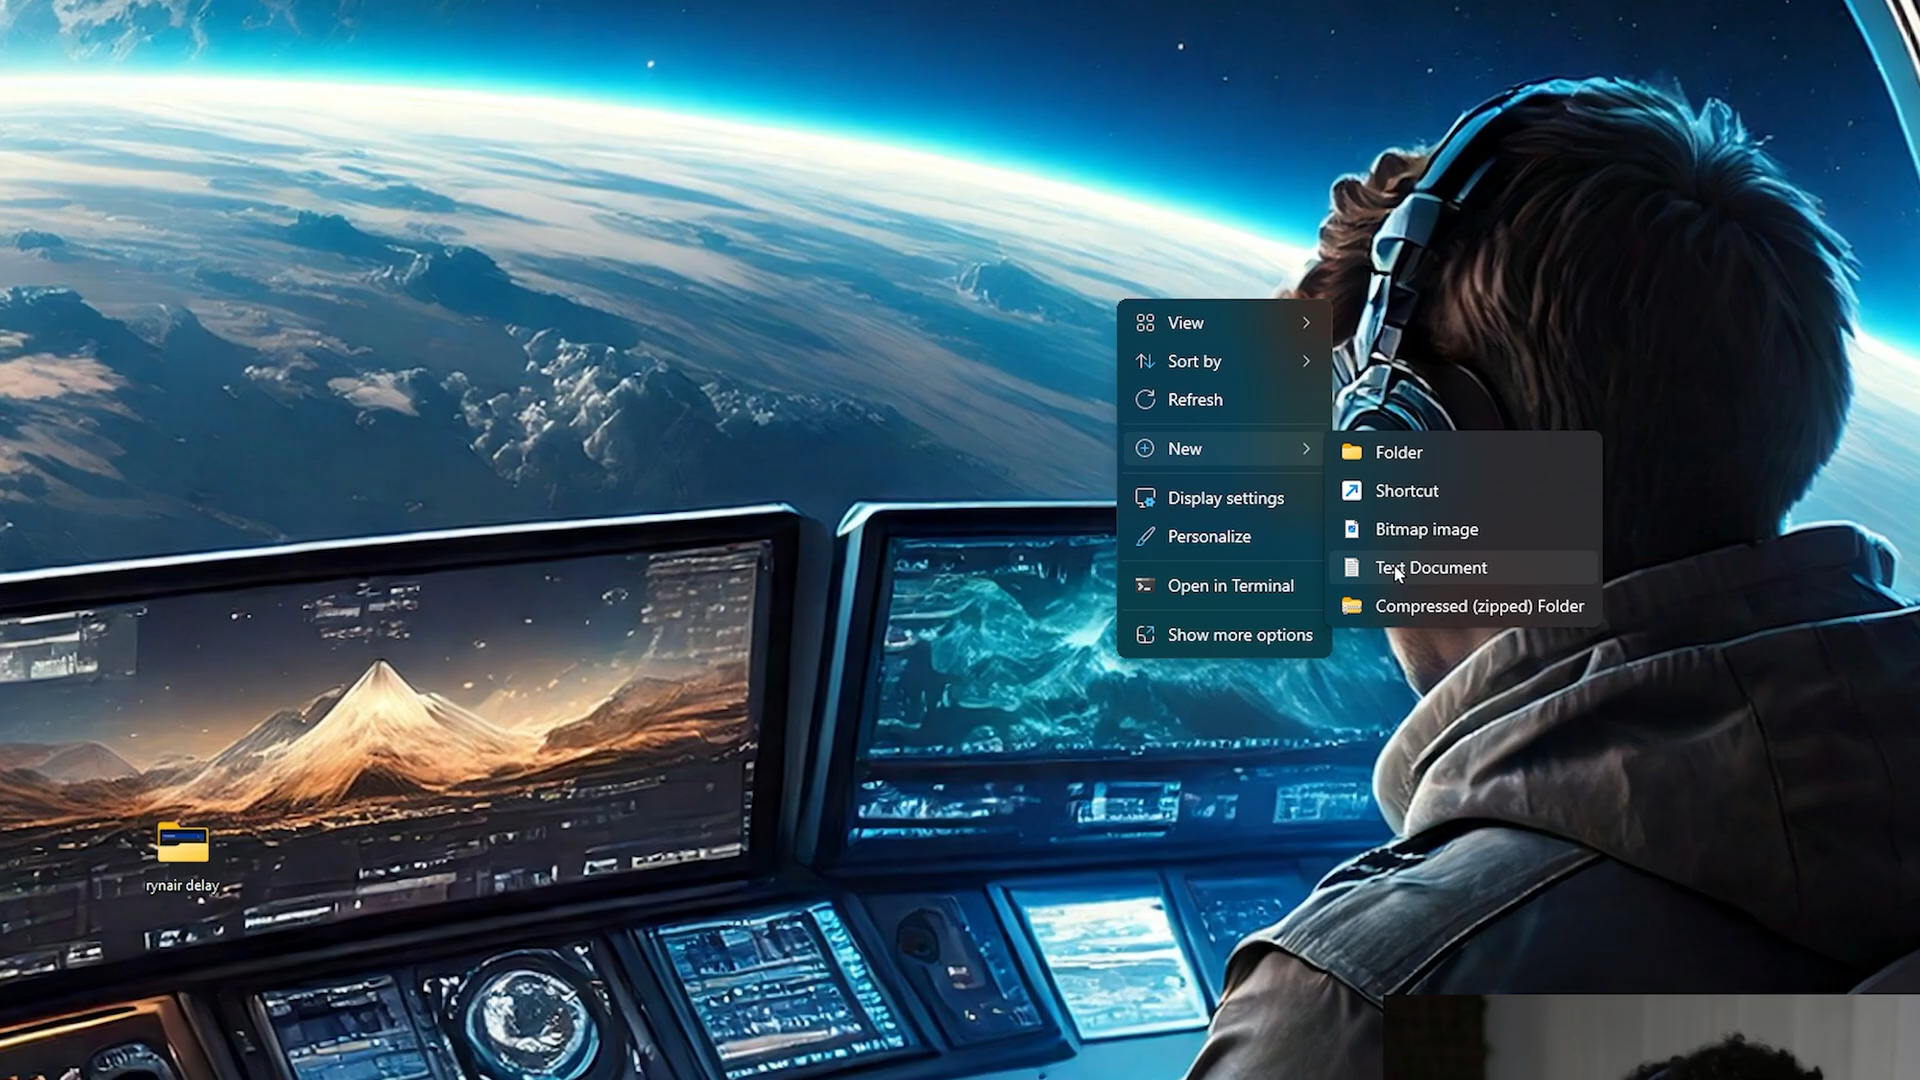 View
Sort by
Refresh
New
Display settings
Personalize
Open in Terminal
Show more options
Folder
Shortcut
Bitmap image
Text Document
Compressed (zipped) Folder
rynair delay